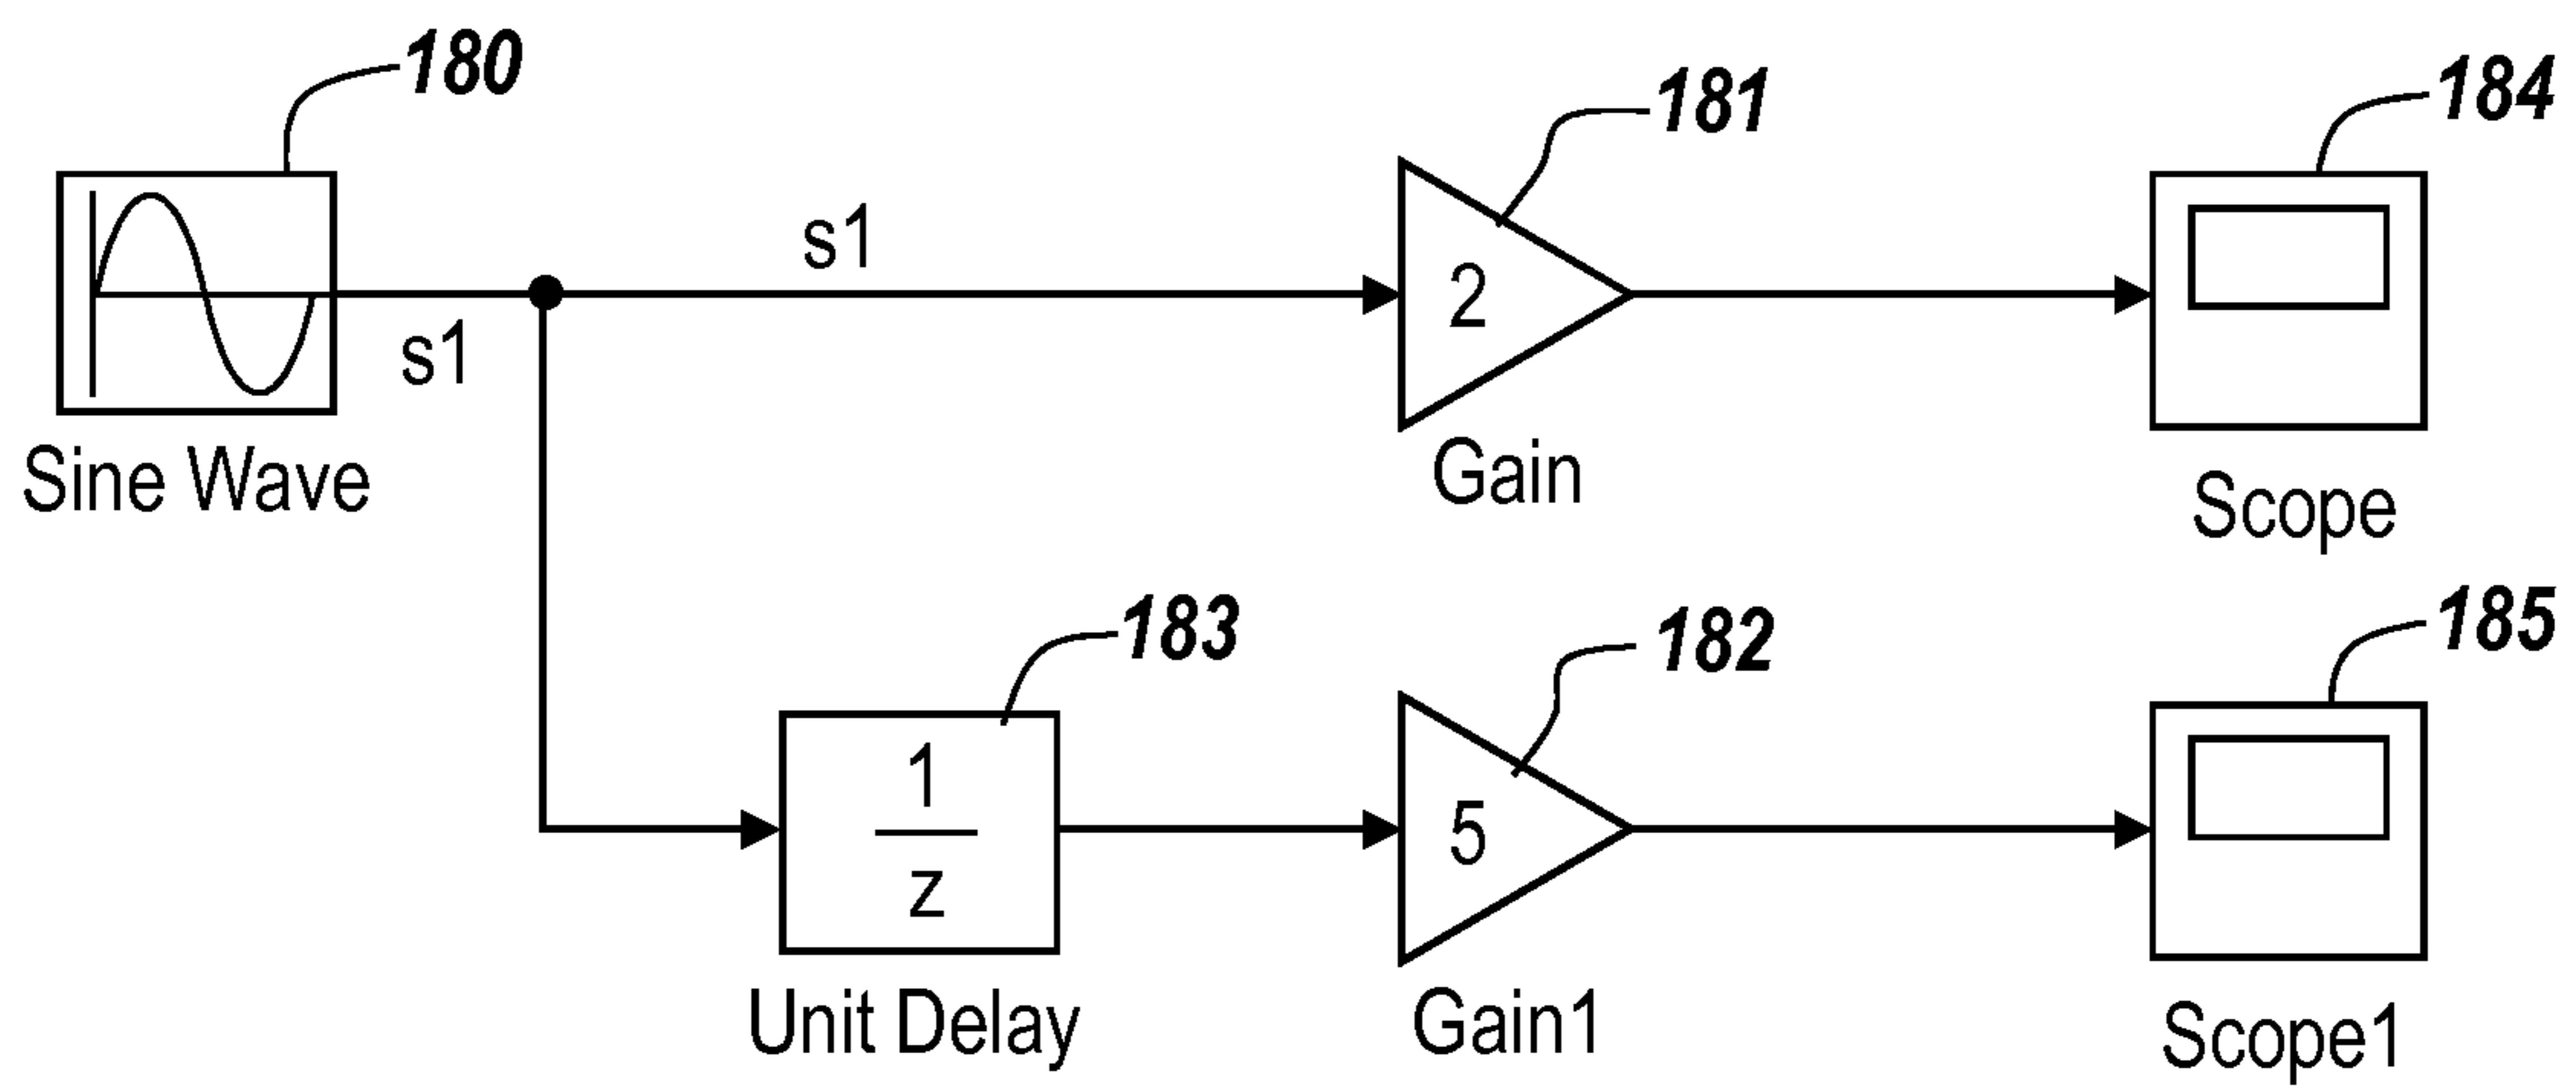 180
181
184
s1
2
s1
Sine Wave
Gain
Scope
183
182
185
1
z
5
Unit Delay
Gain1
Scope1